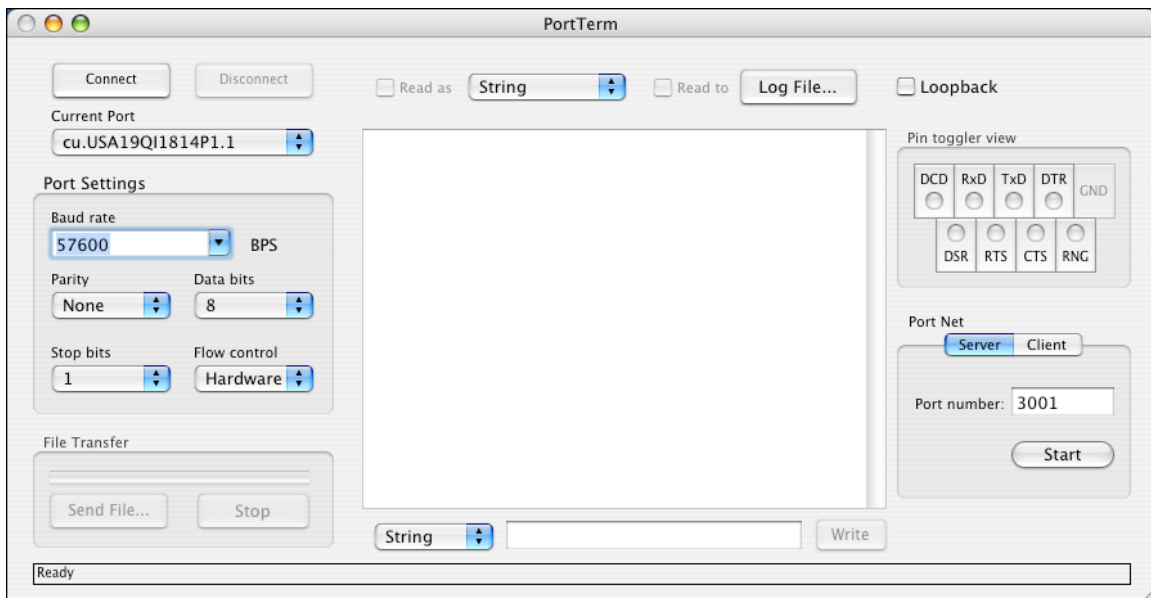 PortTerm
Connect
Disconnect
Read as
String
Read to
Log File...
Loopback
Current Port
cu.USA19QI1814P1.1
Port Settings
Baud rate
57600
BPS
Parity
Data bits
None
8
Stop bits
Flow control
1
Hardware
File Transfer
Send File...
Stop
String
Write
Pin toggler view
DCD RxD TxD DTR GND
DSR RTS CTS RNG
Port Net
Server Client
Port number: 3001
Start
Ready